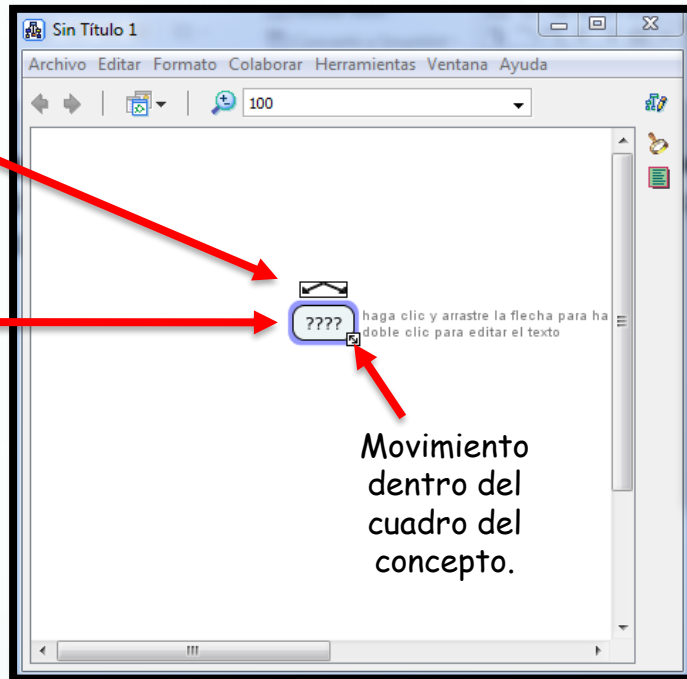 Sin Título 1
Archivo Editar Formato Colaborar Herramientas Ventana Ayuda
100
????
haga clic y arrastre la flecha para ha
doble clic para editar el texto
Movimiento
dentro del
cuadro del
concepto.